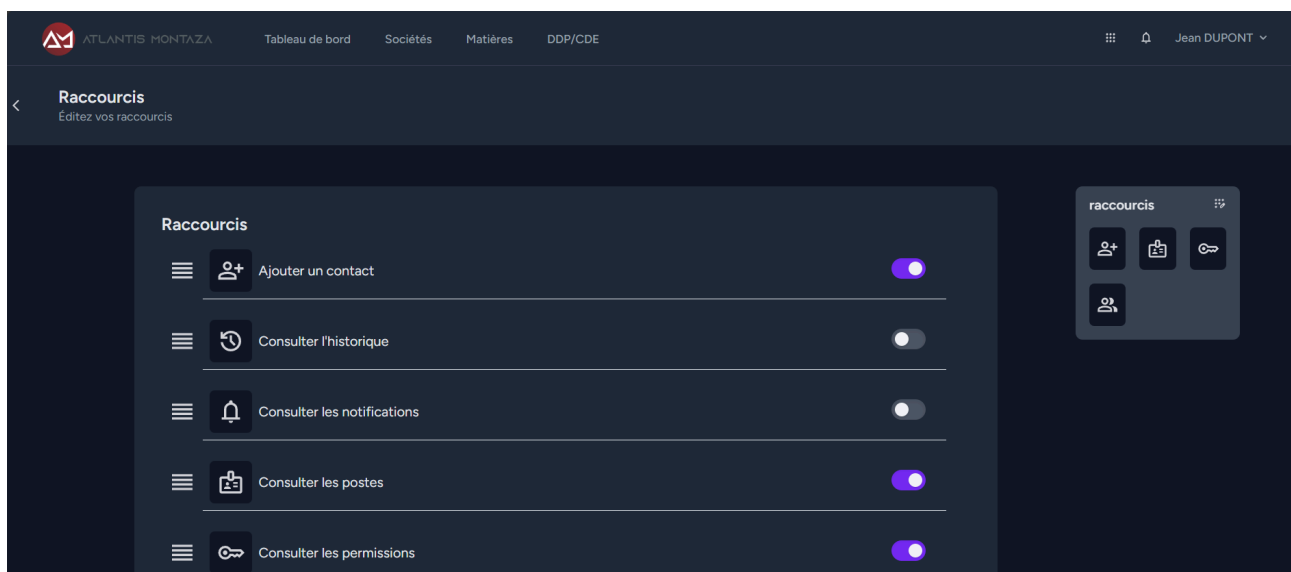 ATLANTIS MONTAZA Tableau de bord Sociétés Matières DDP/CDE Jean DUPONT
Raccourcis
Éditez vos raccourcis
Raccourcis
Ajouter un contact
Consulter l'historique
Consulter les notifications
Consulter les postes
Consulter les permissions
raccourcis